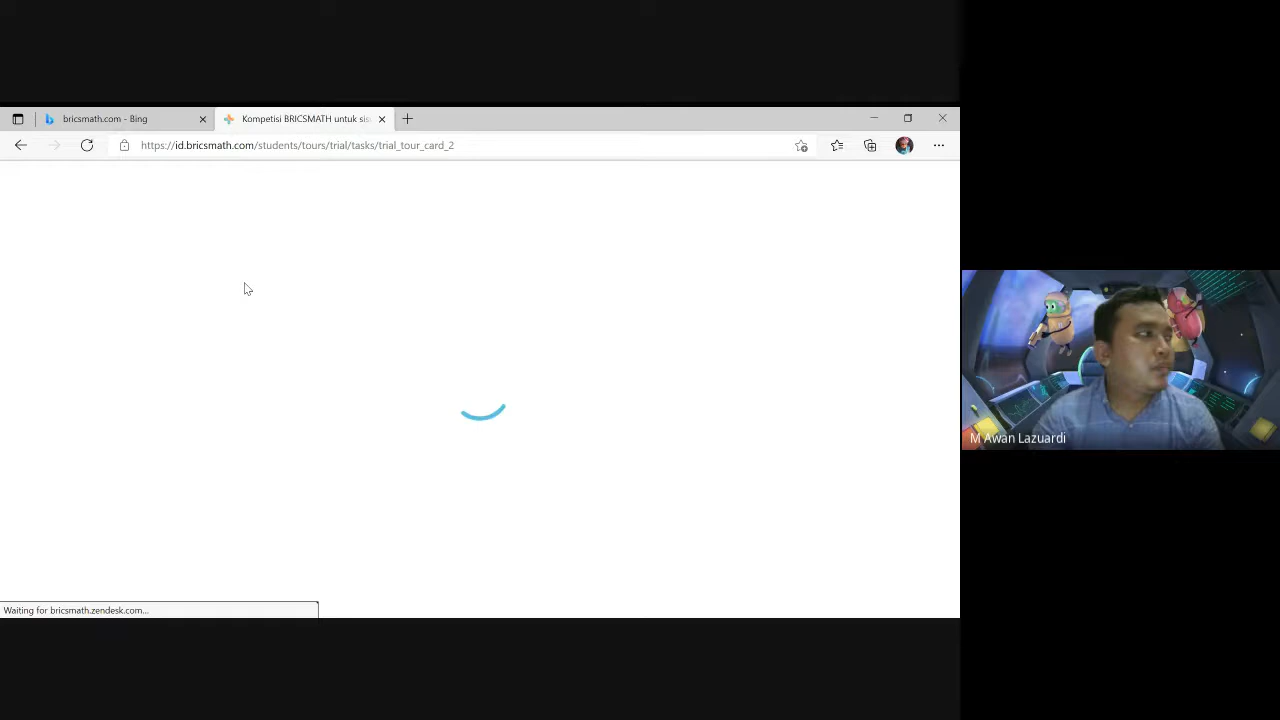 bricsmath.com - Bing
Kompetisi BRICSMATH untuk sis
https://id.bricsmath.com/students/tours/trial/tasks/trial_tour_card_2
M Awan Lazuardi
Waiting for bricsmath.zendesk.com...